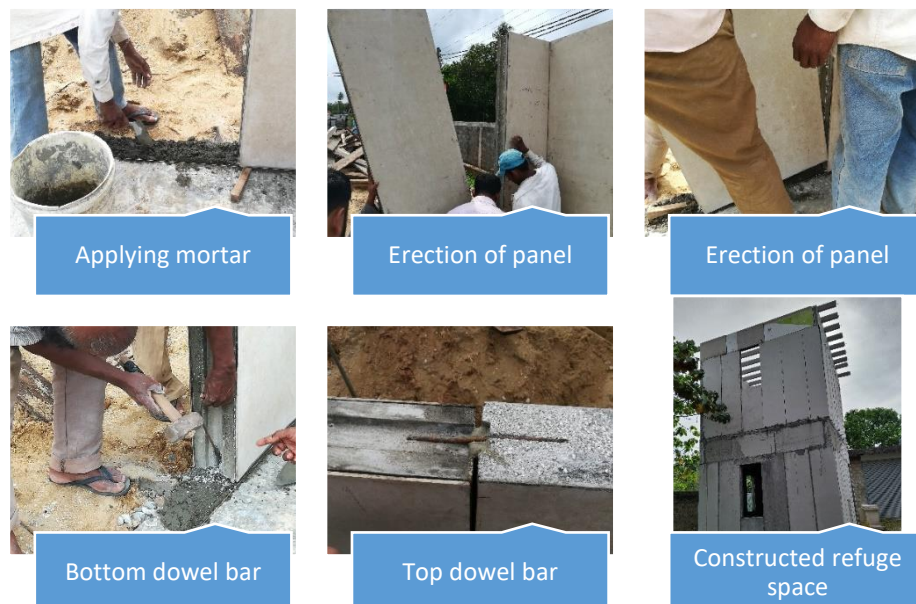 Applying mortar
Erection of panel
Erection of panel
Bottom dowel bar
Top dowel bar
Constructed refuge
space